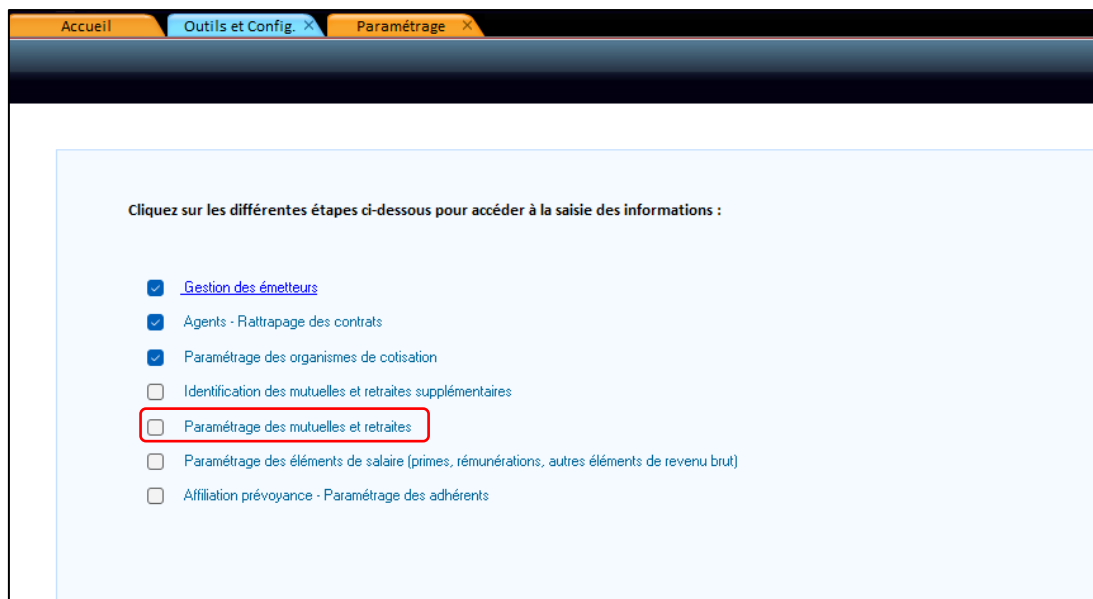 Accueil Outils et Config. × Paramétrage ×
Cliquez sur les différentes étapes ci-dessous pour accéder à la saisie des informations :
Gestion des émetteurs
Agents - Rattrapage des contrats
Paramétrage des organismes de cotisation
Identification des mutuelles et retraites supplémentaires
Paramétrage des mutuelles et retraites
Paramétrage des éléments de salaire (primes, rémunérations, autres éléments de revenu brut)
Affiliation prévoyance - Paramétrage des adhérents